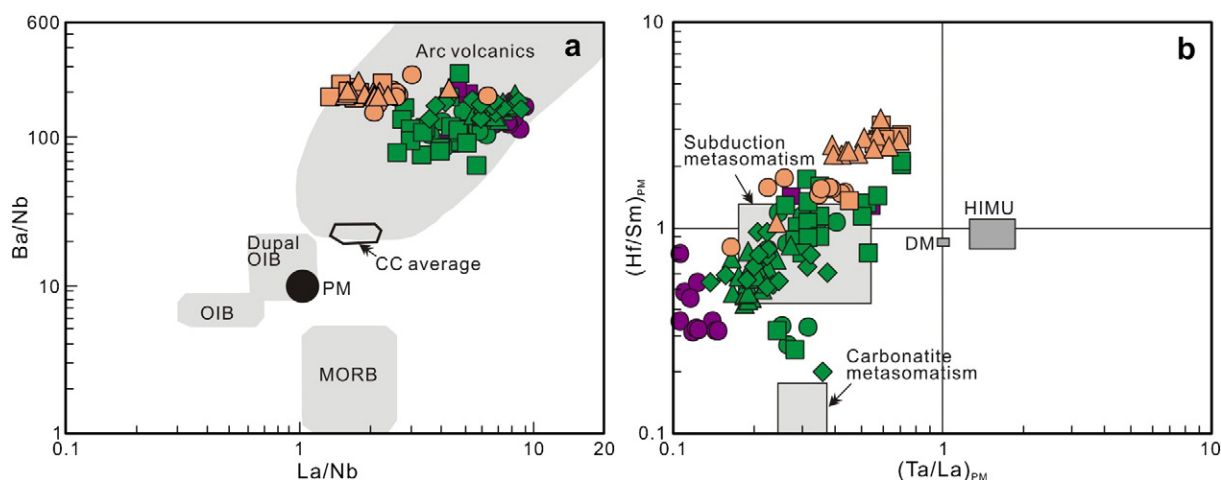 600
a
Arc volcanics
100
Ba/Nb
CC average
Dupal
OIB
PM
10
OIB
MORB
1
0.1
1
10
20
La/Nb
10
b
Subduction
metasomatism
HIMU
1
DM
(Hf/Sm)PM
Carbonatite
metasomatism
0.1
0.1
1
10
(Ta/La)PM